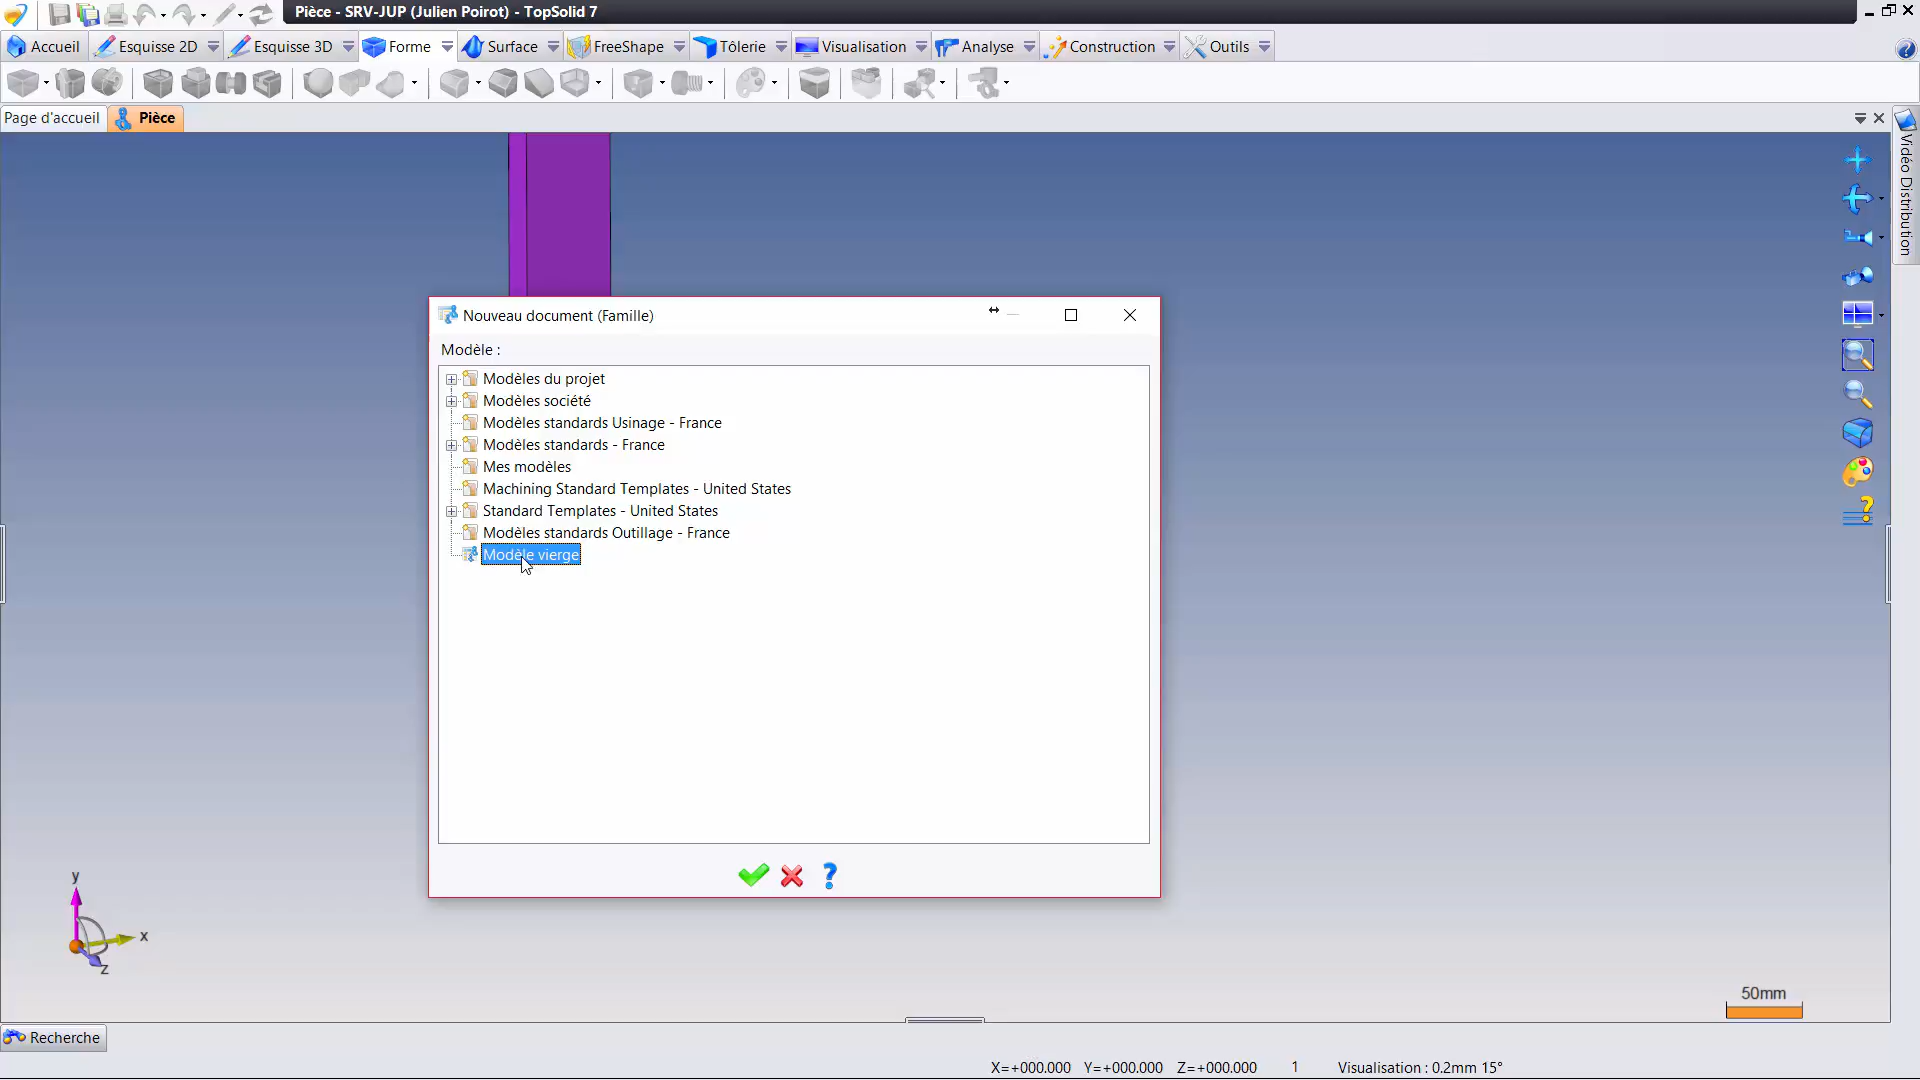 Pièce - SRV-JUP (Julien Poirot) - TopSolid 7
Accueil Esquisse 2D Esquisse 3D Forme Surface FreeShape Tôlerie Visualisation Analyse Construction Outils
Page d'accueil Pièce
Vidéo Distribution
Nouveau document (Famille)
Modèle :
Modèles du projet
Modèles société
Modèles standards Usinage - France
Modèles standards - France
Mes modèles
Machining Standard Templates - United States
Standard Templates - United States
Modèles standards Outillage - France
Modèle vierge
y
x
z
50mm
Recherche
X=+000.000 Y=+000.000 Z=+000.000 1 Visualisation : 0.2mm 15°